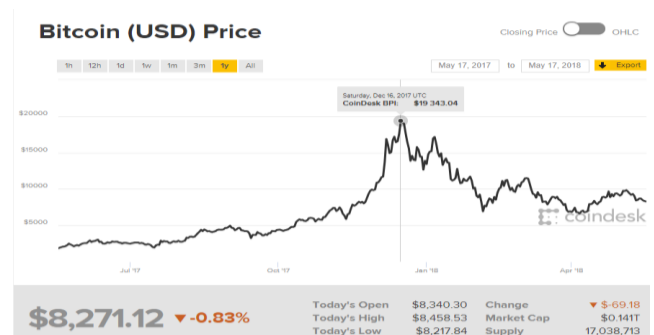 Bitcoin (USD) Price
Closing Price OHLC
1h 12h 1d 1w 1m 3m 1y All
May 17, 2017 to May 17, 2018 Export
Saturday, Dec 16, 2017 UTC
CoinDesk BPI: $19 343.04
$20000
$15000
$10000
$5000
coindesk
Jul '17 Oct '17 Jan '18 Apr '18
$8,271.12 ▼ -0.83%
Today's Open $8,340.30 Change ▼ $-69.18
Today's High $8,458.53 Market Cap $0.141T
Today's Low $8,217.84 Supply 17,038,713